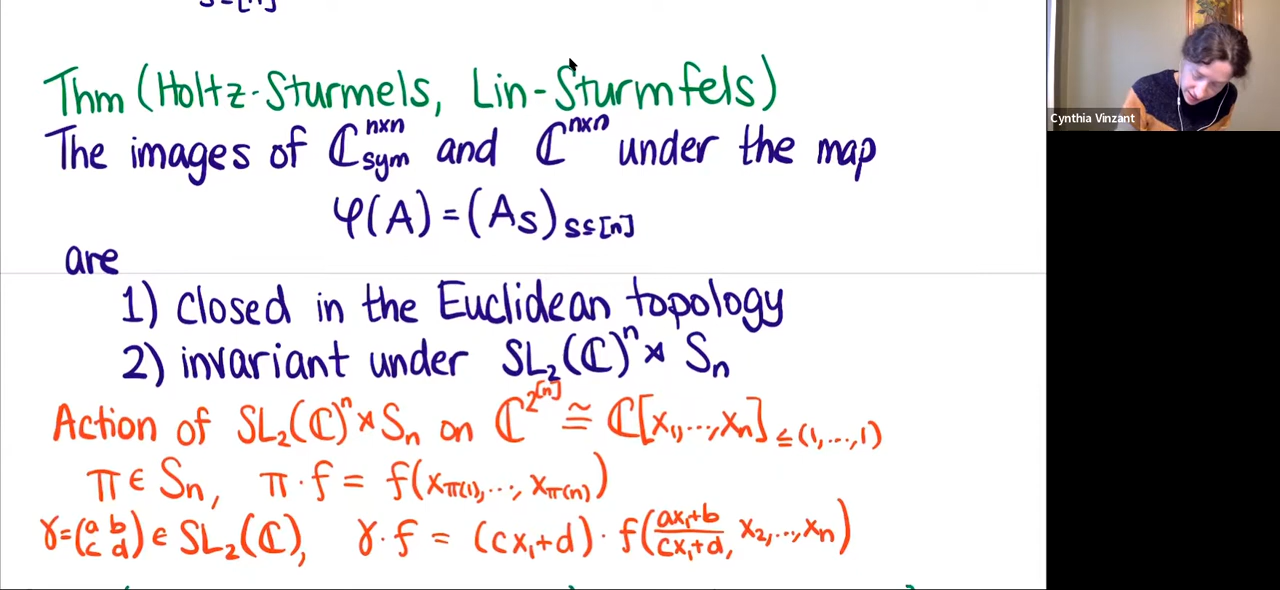 Thm (Holtz-Sturmels, Lin-Sturmfels)
The images of ℂ^{n×n}_{sym} and ℂ^{n×n} under the map
φ(A) = (A_S)_{S⊆[n]}
are
1) closed in the Euclidean topology
2) invariant under SL₂(ℂ)ⁿ ⋊ Sₙ
Action of SL₂(ℂ)ⁿ ⋊ Sₙ on ℂ^{2^{[n]}} ≅ ℂ[x₁,...,xₙ]_{≤(1,...,1)}
π ∈ Sₙ, π·f = f(x_{π(1)},..., x_{π(n)})
γ = (a b c d) ∈ SL₂(ℂ), γ·f = (cx₁+d)·f((ax₁+b)/(cx₁+d), x₂,...,xₙ)
Cynthia Vinzant